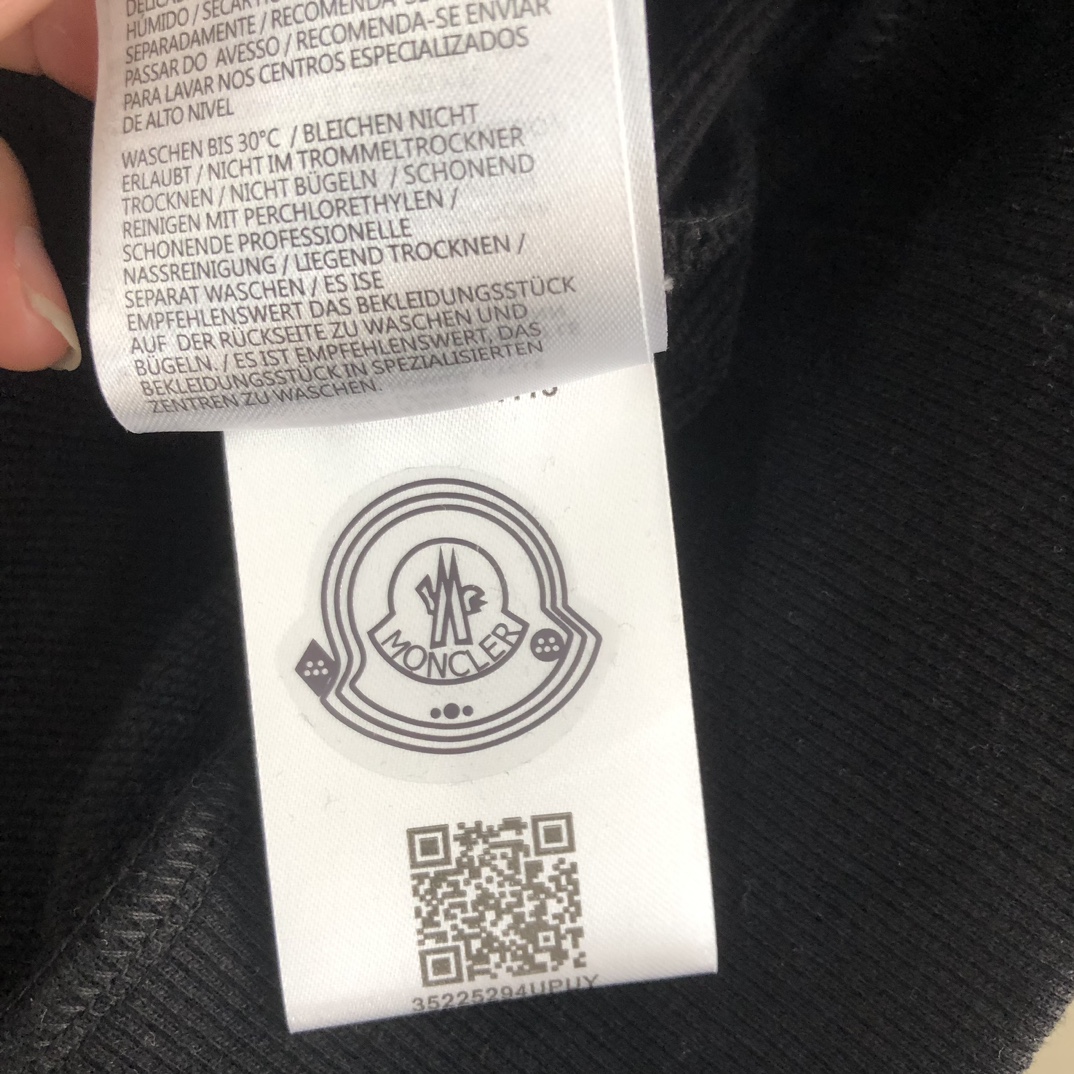 HÚMIDO / 
SEPARADAMENTE / RECOMENDA-SE ENVIAR
PASSAR DO AVESSO / RECOMENDA-SE ENVIAR
PARA LAVAR NOS CENTROS ESPECIALIZADOS
DE ALTO NIVEL
WASCHEN BIS 30°C / BLEICHEN NICHT
ERLAUBT / NICHT IM TROMMELTROCKNER
TROCKNEN / NICHT BÜGELN / SCHONEND
REINIGEN MIT PERCHLORETHYLEN /
SCHONENDE PROFESSIONELLE
NASSREINIGUNG / LIEGEND TROCKNEN /
SEPARAT WASCHEN / ES ISE
EMPFEHLENSWERT DAS BEKLEIDUNGSSTÜCK
AUF DER RÜCKSEITE ZU WASCHEN UND
BÜGELN. / ES IST EMPFEHLENSWERT, DAS
BEKLEIDUNGSSTÜCK IN SPEZIALISIERTEN
ZENTREN ZU WASCHEN.
MONCLER
35225294UPUY